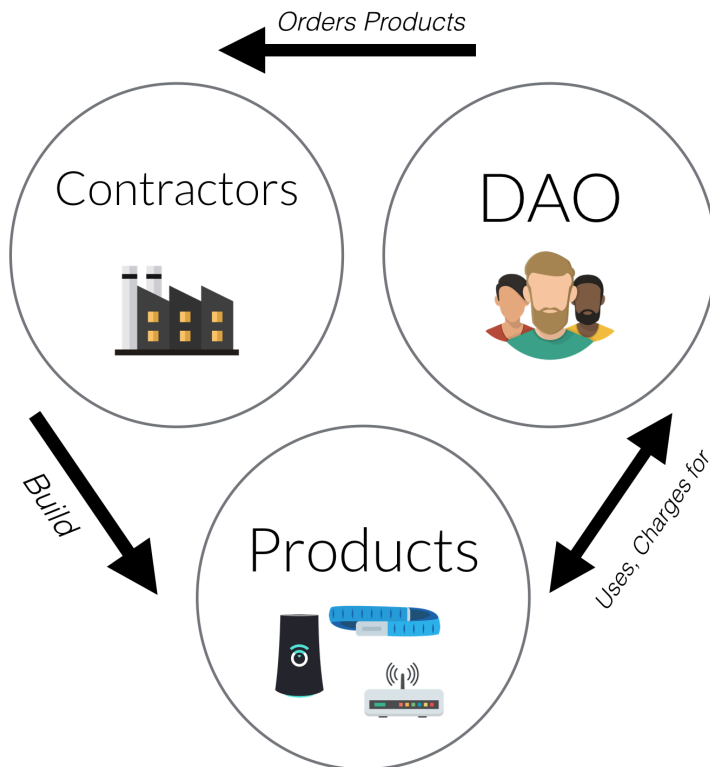 Orders Products
Contractors
DAO
Build
Uses, Charges for
Products